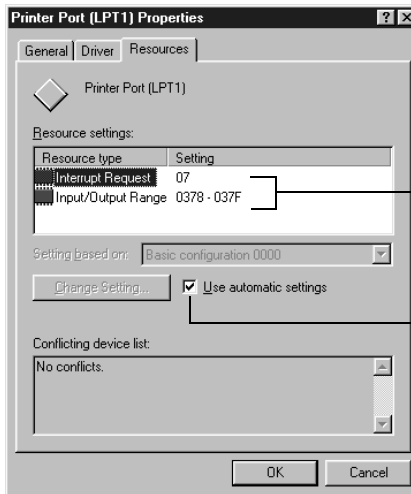 Printer Port (LPT1) Properties
General Driver Resources
Printer Port (LPT1)
Resource settings:
Resource type Setting
Interrupt Request 07
Input/Output Range 0378 - 037F
Setting based on: Basic configuration 0000
Change Setting... Use automatic settings
Conflicting device list:
No conflicts.
OK Cancel